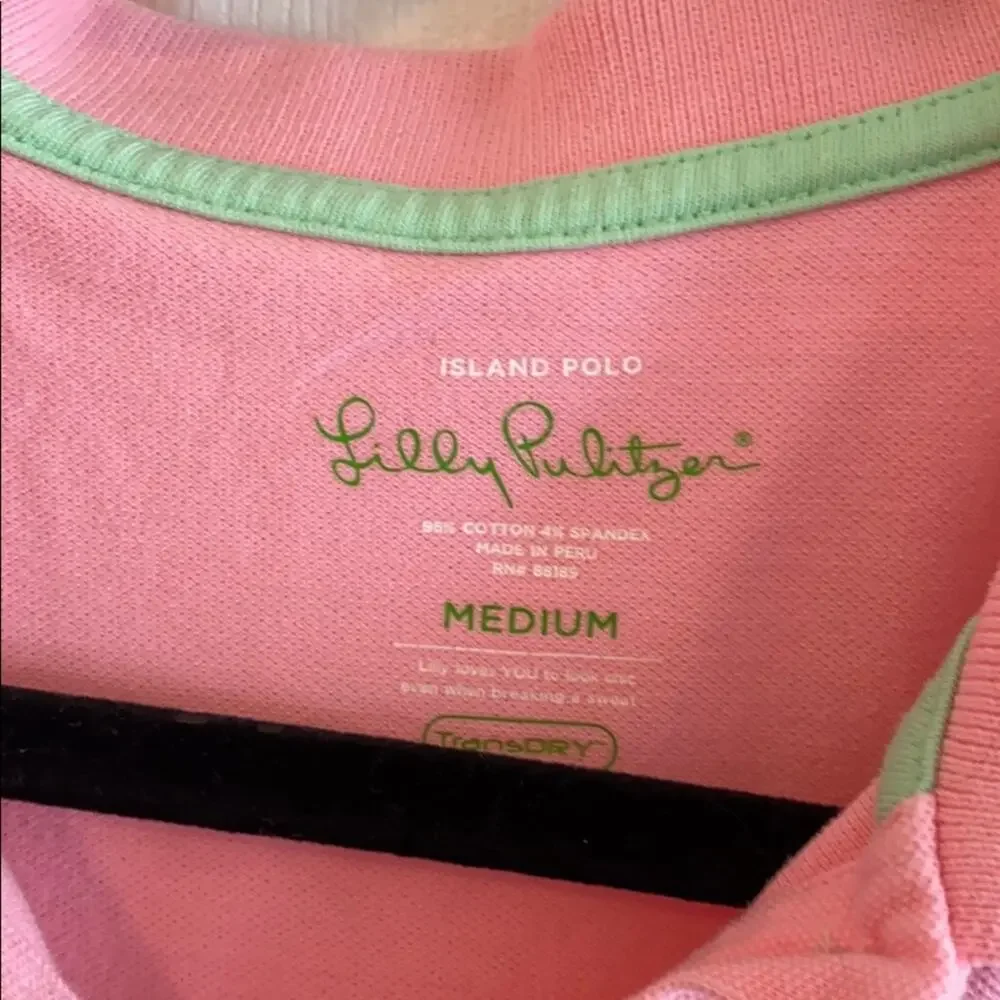 ISLAND POLO
Lilly Pulitzer®
96% COTTON 4% SPANDEX
MADE IN PERU
RN#
MEDIUM
Lilly loves YOU to look chic
even when breaking a sweat
TransDRY™